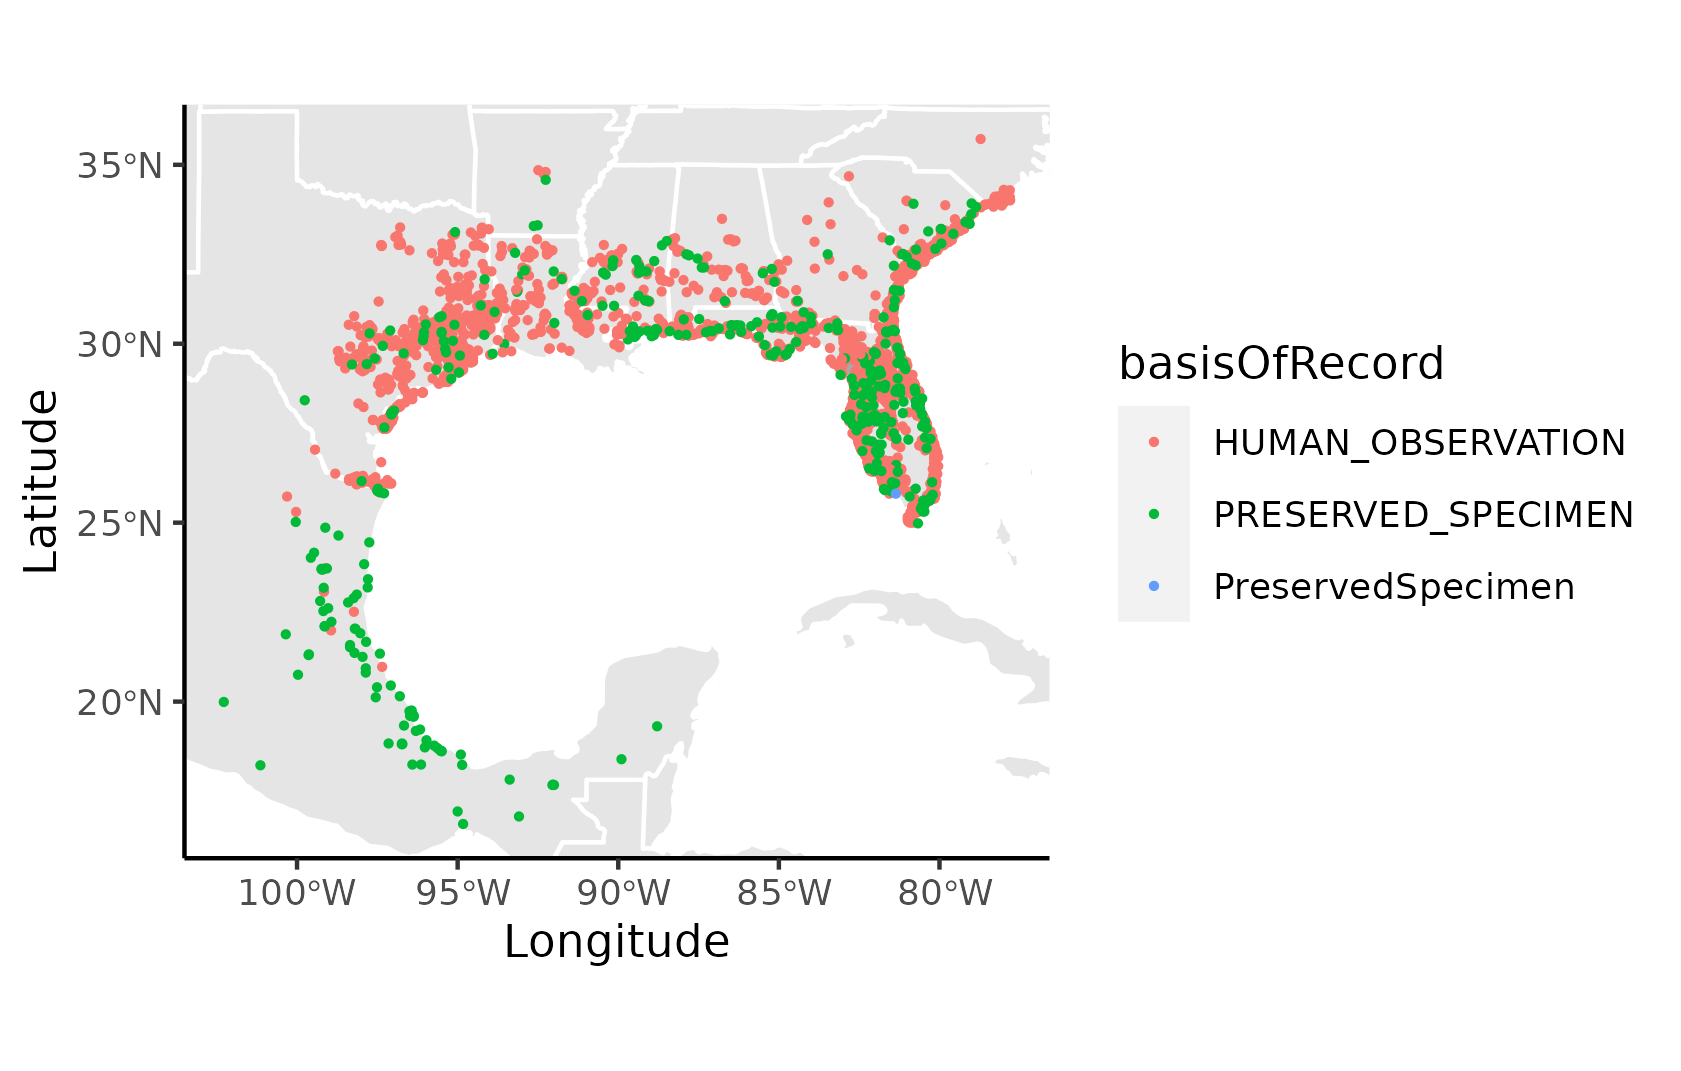 35°N
30°N
25°N
20°N
Latitude
100°W 95°W 90°W 85°W 80°W
Longitude
basisOfRecord
HUMAN_OBSERVATION
PRESERVED_SPECIMEN
PreservedSpecimen